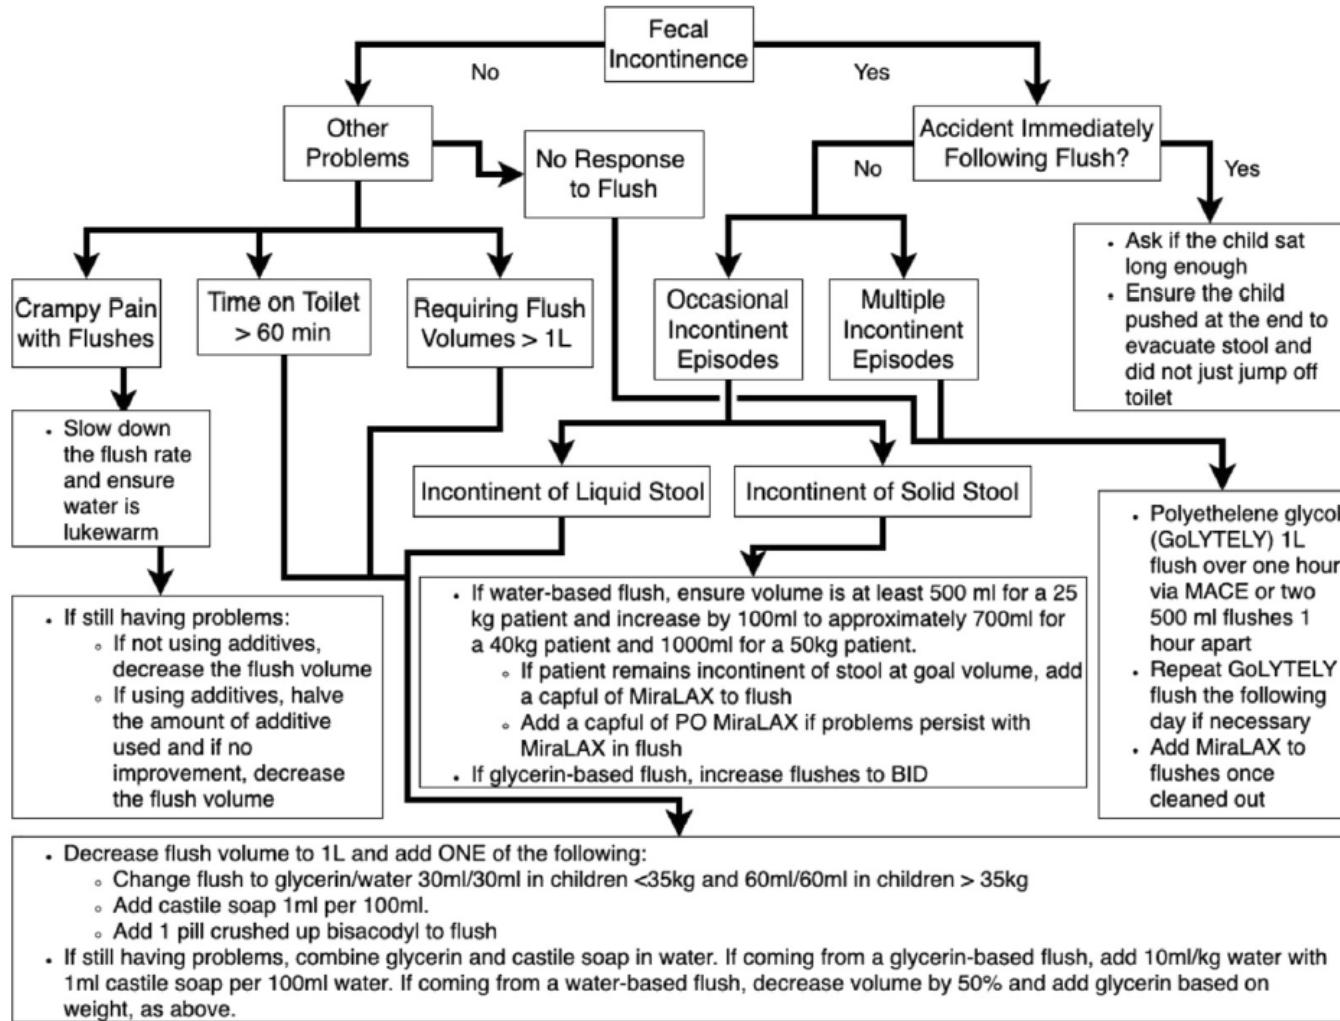 Fecal
Incontinence
No
Yes
Other
Problems
No Response
to Flush
Accident Immediately
Following Flush?
No
Yes
Crampy Pain
with Flushes
Time on Toilet
> 60 min
Requiring Flush
Volumes > 1L
Occasional
Incontinent
Episodes
Multiple
Incontinent
Episodes
• Ask if the child sat
long enough
• Ensure the child
pushed at the end to
evacuate stool and
did not just jump off
toilet
• Slow down
the flush rate
and ensure
water is
lukewarm
Incontinent of Liquid Stool
Incontinent of Solid Stool
• If still having problems:
◦ If not using additives,
decrease the flush volume
◦ If using additives, halve
the amount of additive
used and if no
improvement, decrease
the flush volume
• If water-based flush, ensure volume is at least 500 ml for a 25
kg patient and increase by 100ml to approximately 700ml for
a 40kg patient and 1000ml for a 50kg patient.
◦ If patient remains incontinent of stool at goal volume, add
a capful of MiraLAX to flush
◦ Add a capful of PO MiraLAX if problems persist with
MiraLAX in flush
• If glycerin-based flush, increase flushes to BID
• Polyethelene glycol
(GoLYTELY) 1L
flush over one hour
via MACE or two
500 ml flushes 1
hour apart
• Repeat GoLYTELY
flush the following
day if necessary
• Add MiraLAX to
flushes once
cleaned out
• Decrease flush volume to 1L and add ONE of the following:
◦ Change flush to glycerin/water 30ml/30ml in children <35kg and 60ml/60ml in children > 35kg
◦ Add castile soap 1ml per 100ml.
◦ Add 1 pill crushed up bisacodyl to flush
• If still having problems, combine glycerin and castile soap in water. If coming from a glycerin-based flush, add 10ml/kg water with
1ml castile soap per 100ml water. If coming from a water-based flush, decrease volume by 50% and add glycerin based on
weight, as above.